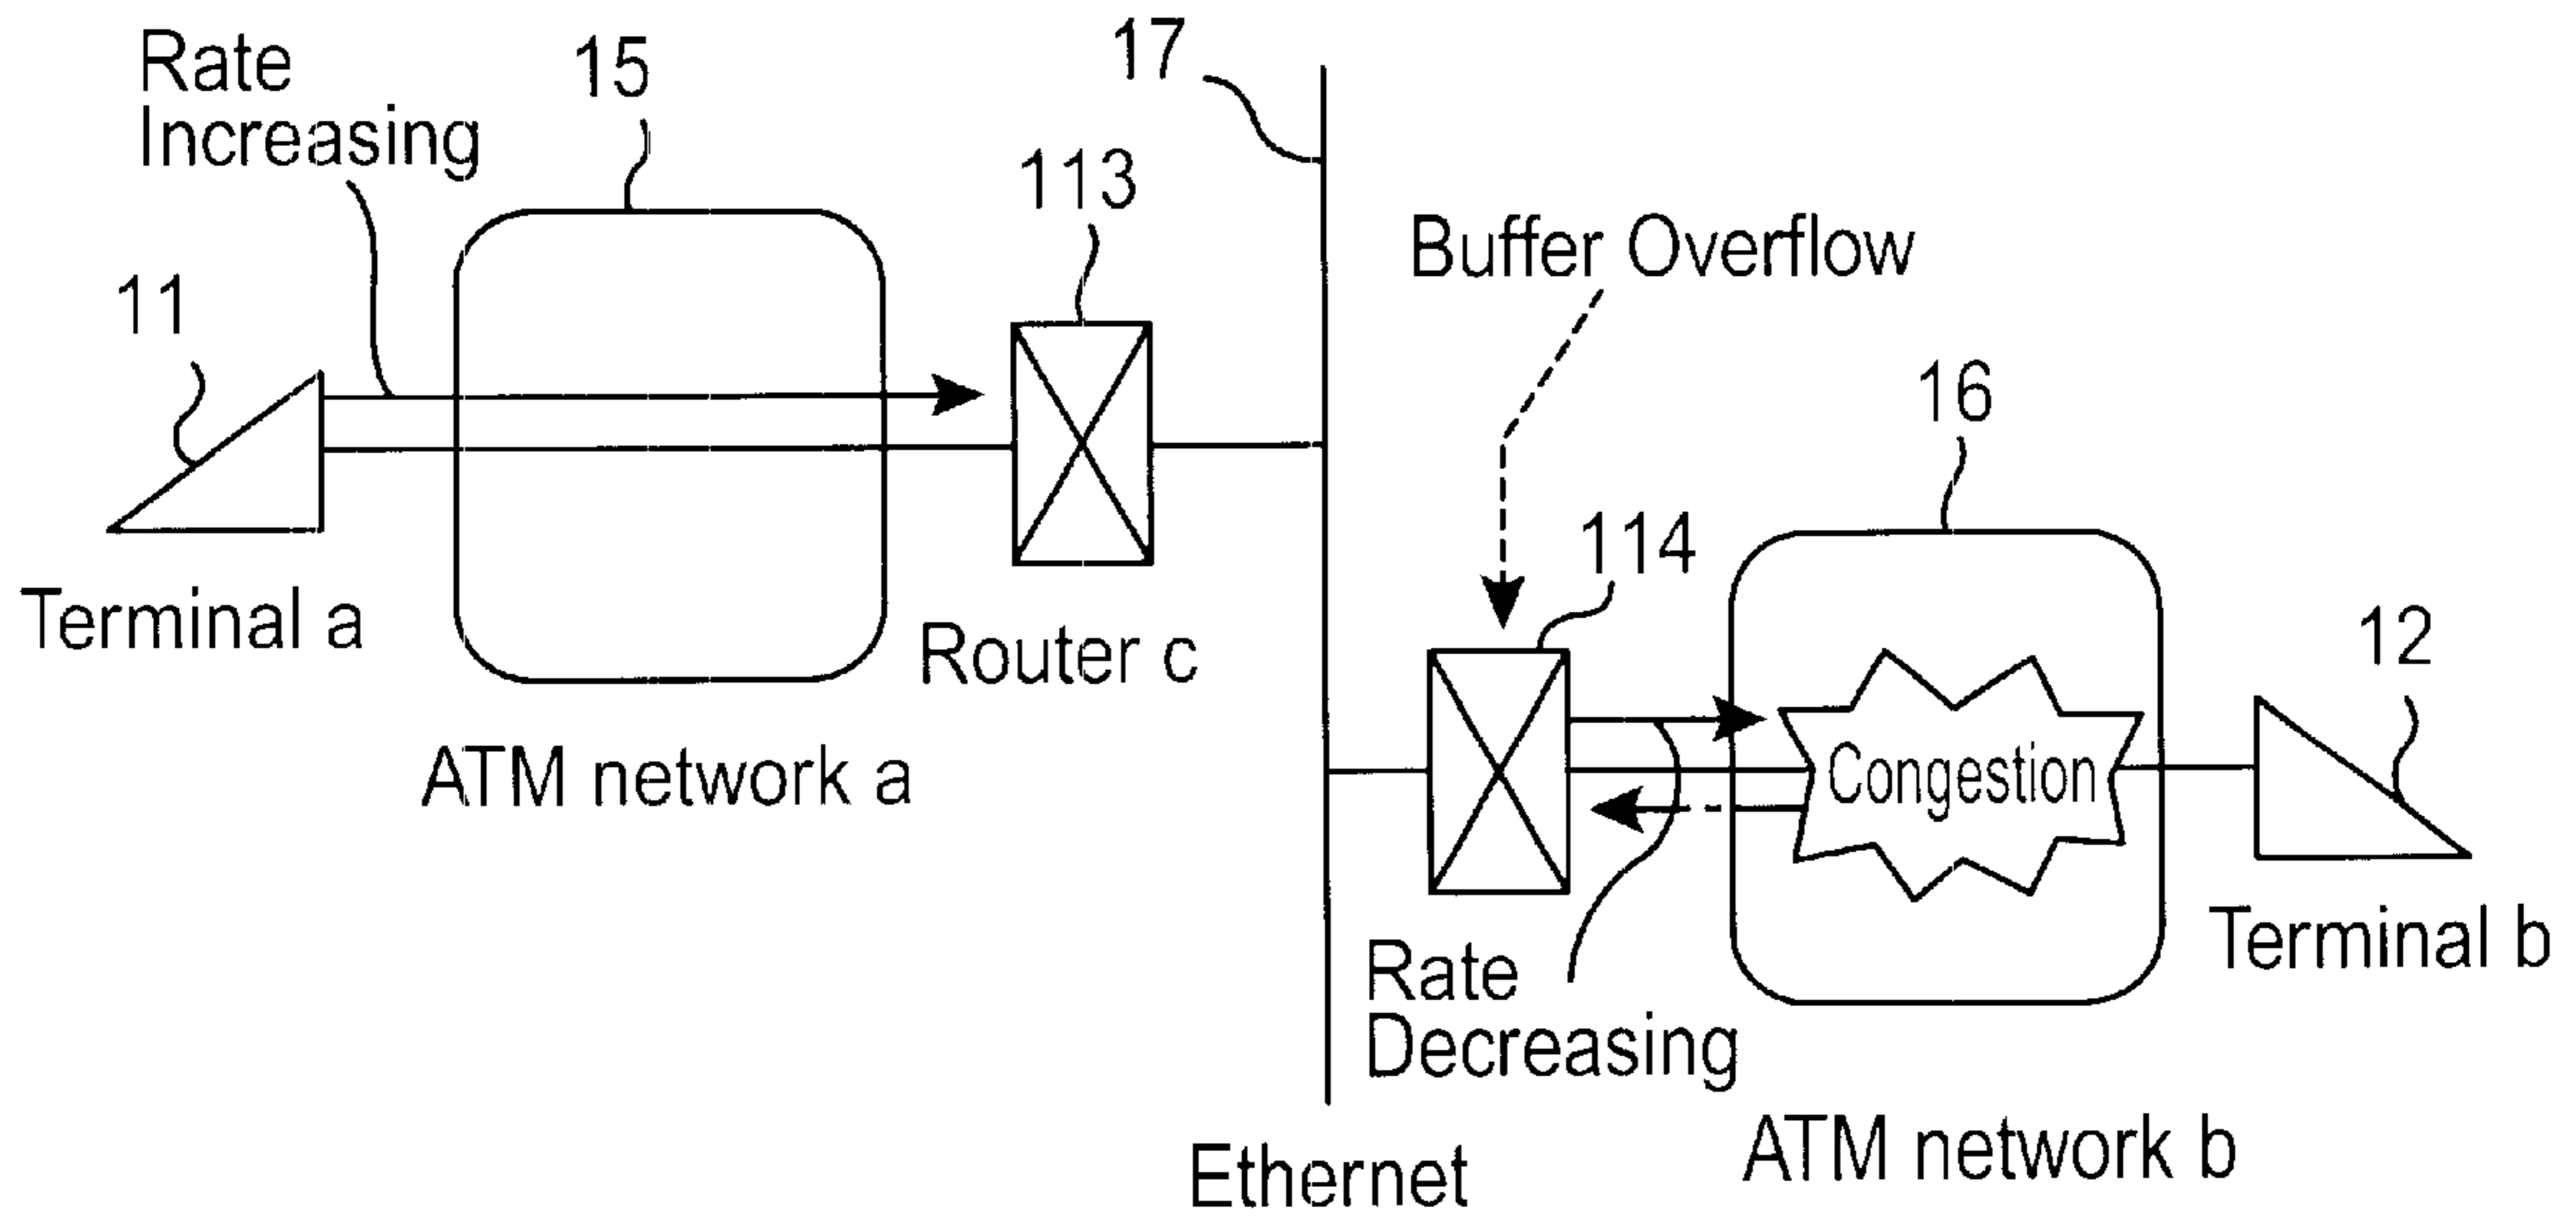 Rate
Increasing
15
17
113
11
Buffer Overflow
16
114
12
Terminal a
Router c
ATM network a
Congestion
Terminal b
Rate
Decreasing
ATM network b
Ethernet